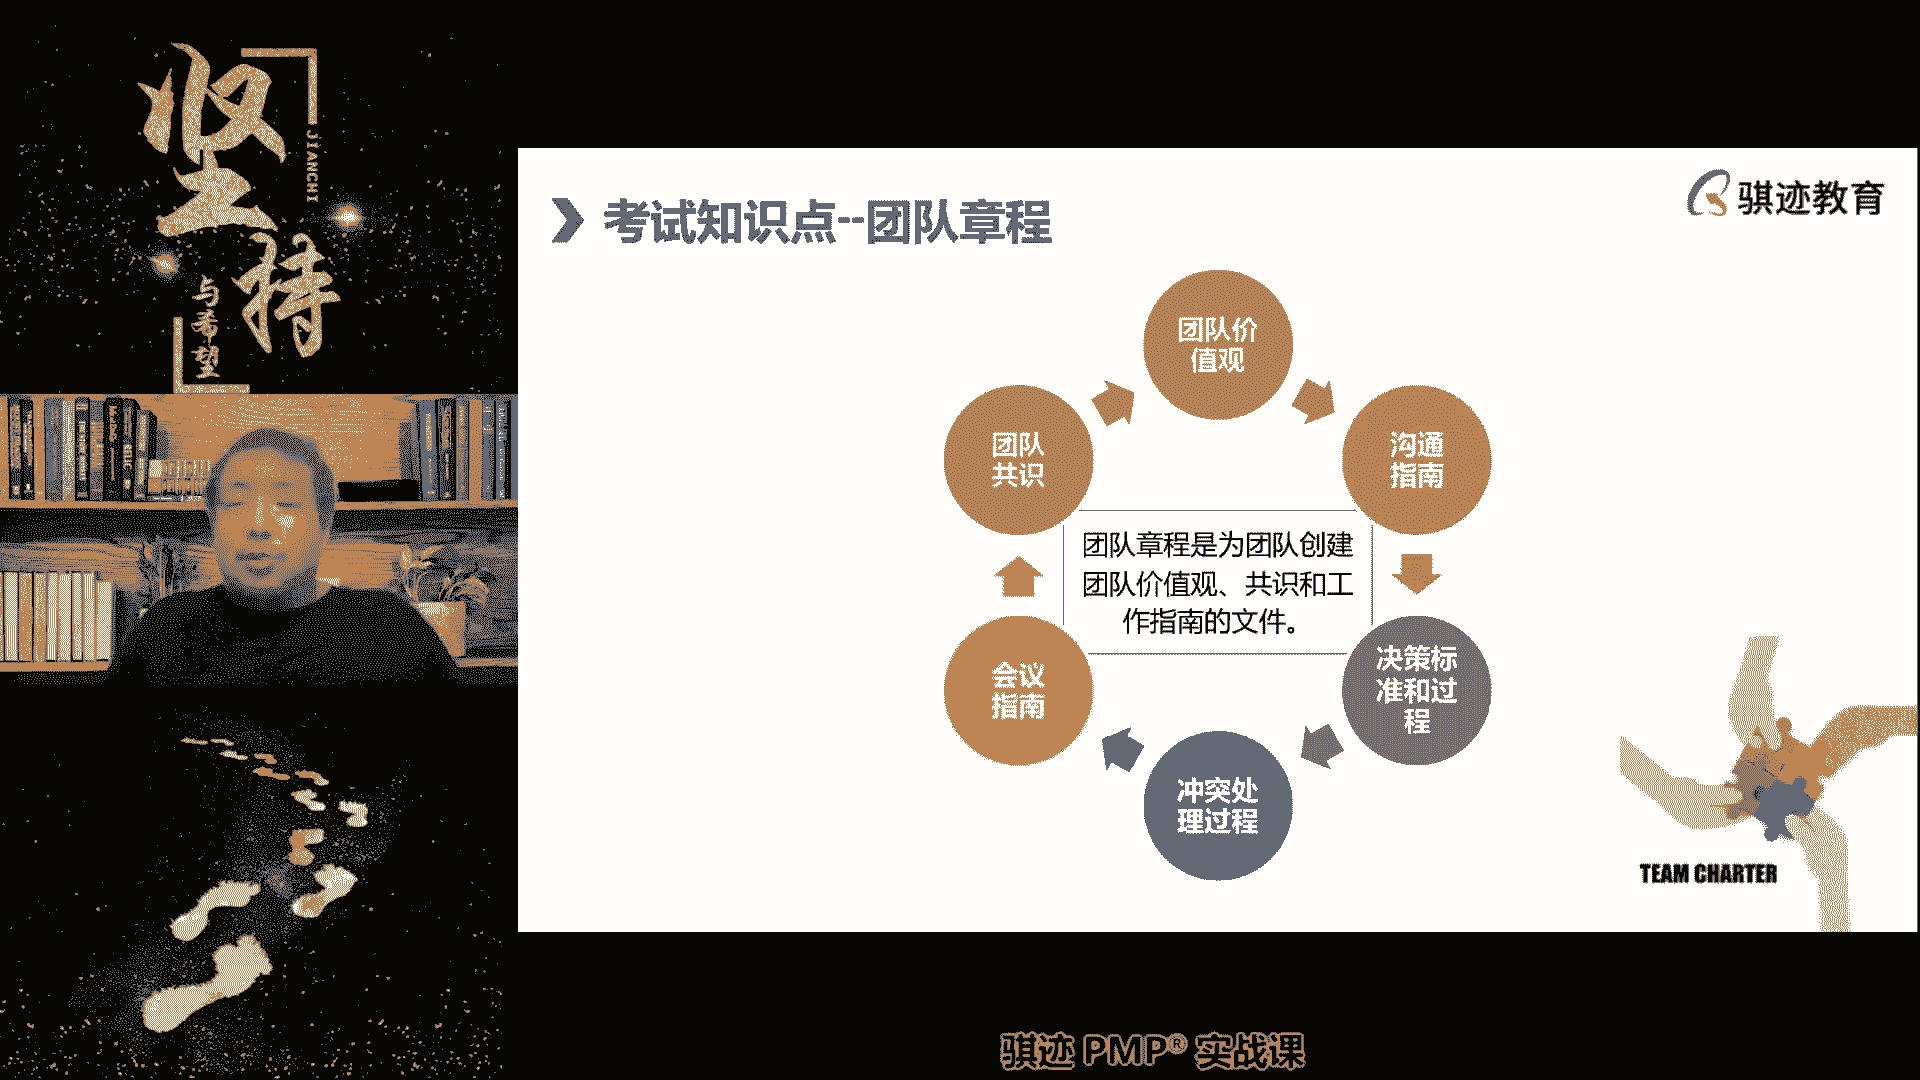 坚持
JIANCHI
与希望
考试知识点--团队章程
骐迹教育
团队价
值观
沟通
指南
决策标
准和过
程
冲突处
理过程
会议
指南
团队
共识
团队章程是为团队创建
团队价值观、共识和工
作指南的文件。
TEAM CHARTER
骐迹 PMP® 实战课